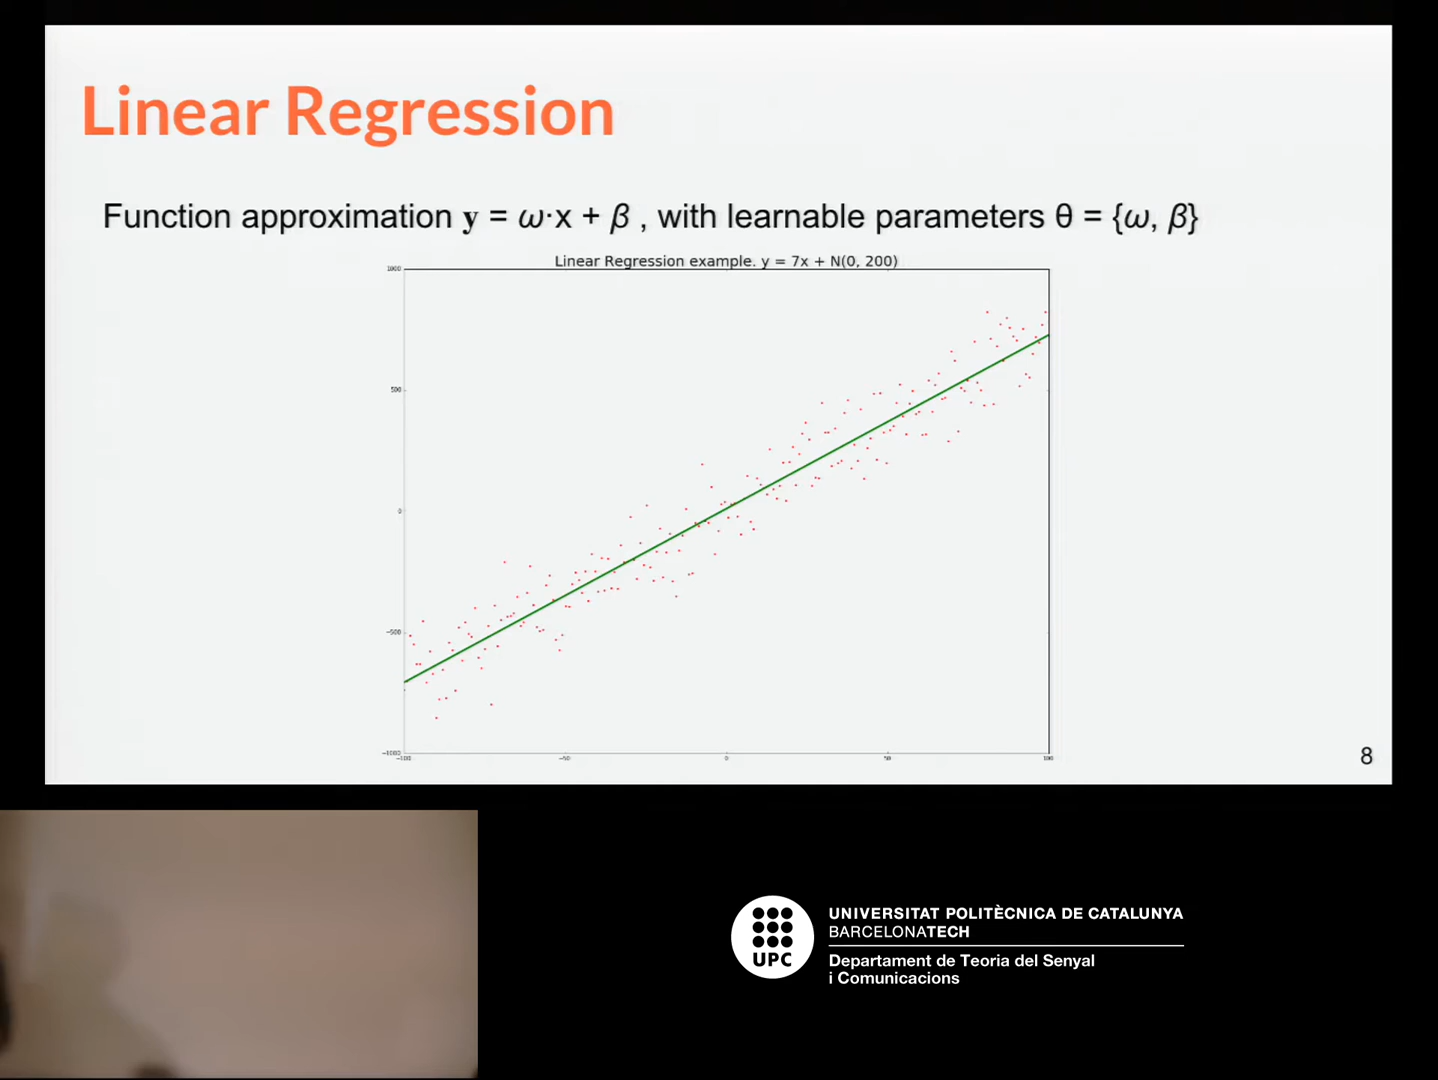 Linear Regression
Function approximation y = ω·x + β , with learnable parameters θ = {ω, β}
Linear Regression example. y = 7x + N(0, 200)
1000
500
0
−500
−1000
−100
−50
0
50
100
8
UPC
UNIVERSITAT POLITÈCNICA DE CATALUNYA
BARCELONATECH
Departament de Teoria del Senyal
i Comunicacions